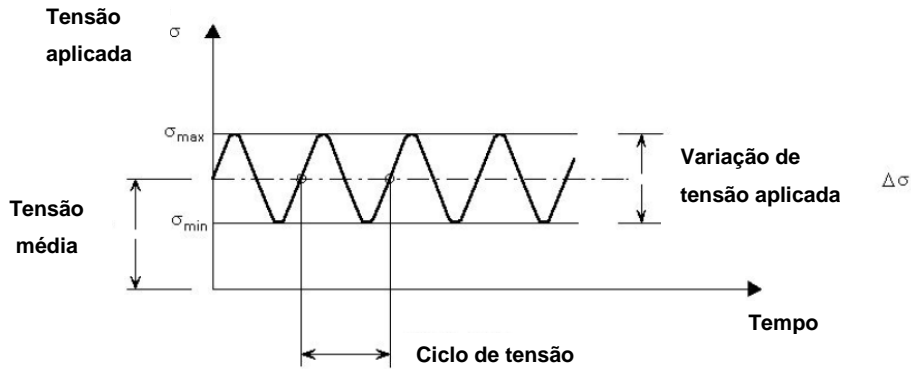 Tensão
aplicada
σ
σmax
Variação de
tensão aplicada
Δσ
Tensão
média
σmin
Tempo
Ciclo de tensão